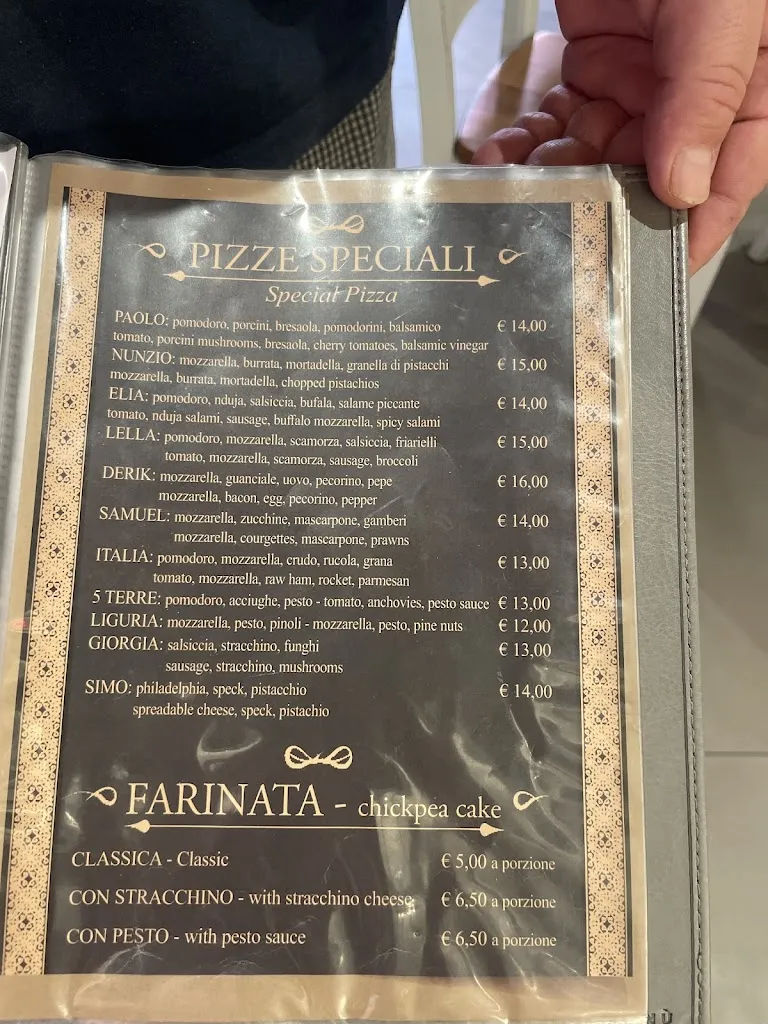 PIZZE SPECIALI
Special Pizza
PAOLO: pomodoro, porcini, bresaola, pomodorini, balsamico € 14,00
tomato, porcini mushrooms, bresaola, cherry tomatoes, balsamic vinegar
NUNZIO: mozzarella, burrata, mortadella, granella di pistacchi € 15,00
mozzarella, burrata, mortadella, chopped pistachios
ELIA: pomodoro, nduja, salsiccia, bufala, salame piccante € 14,00
tomato, nduja salami, sausage, buffalo mozzarella, spicy salami
LELLA: pomodoro, mozzarella, scamorza, salsiccia, friarielli € 15,00
tomato, mozzarella, scamorza, sausage, broccoli
DERIK: mozzarella, guanciale, uovo, pecorino, pepe € 16,00
mozzarella, bacon, egg, pecorino, pepper
SAMUEL: mozzarella, zucchine, mascarpone, gamberi € 14,00
mozzarella, courgettes, mascarpone, prawns
ITALIA: pomodoro, mozzarella, crudo, rucola, grana € 13,00
tomato, mozzarella, raw ham, rocket, parmesan
5 TERRE: pomodoro, acciughe, pesto - tomato, anchovies, pesto sauce € 13,00
LIGURIA: mozzarella, pesto, pinoli - mozzarella, pesto, pine nuts € 12,00
GIORGIA: salsiccia, stracchino, funghi € 13,00
sausage, stracchino, mushrooms
SIMO: philadelphia, speck, pistacchio € 14,00
spreadable cheese, speck, pistachio
FARINATA - chickpea cake
CLASSICA - Classic € 5,00 a porzione
CON STRACCHINO - with stracchino cheese € 6,50 a porzione
CON PESTO - with pesto sauce € 6,50 a porzione